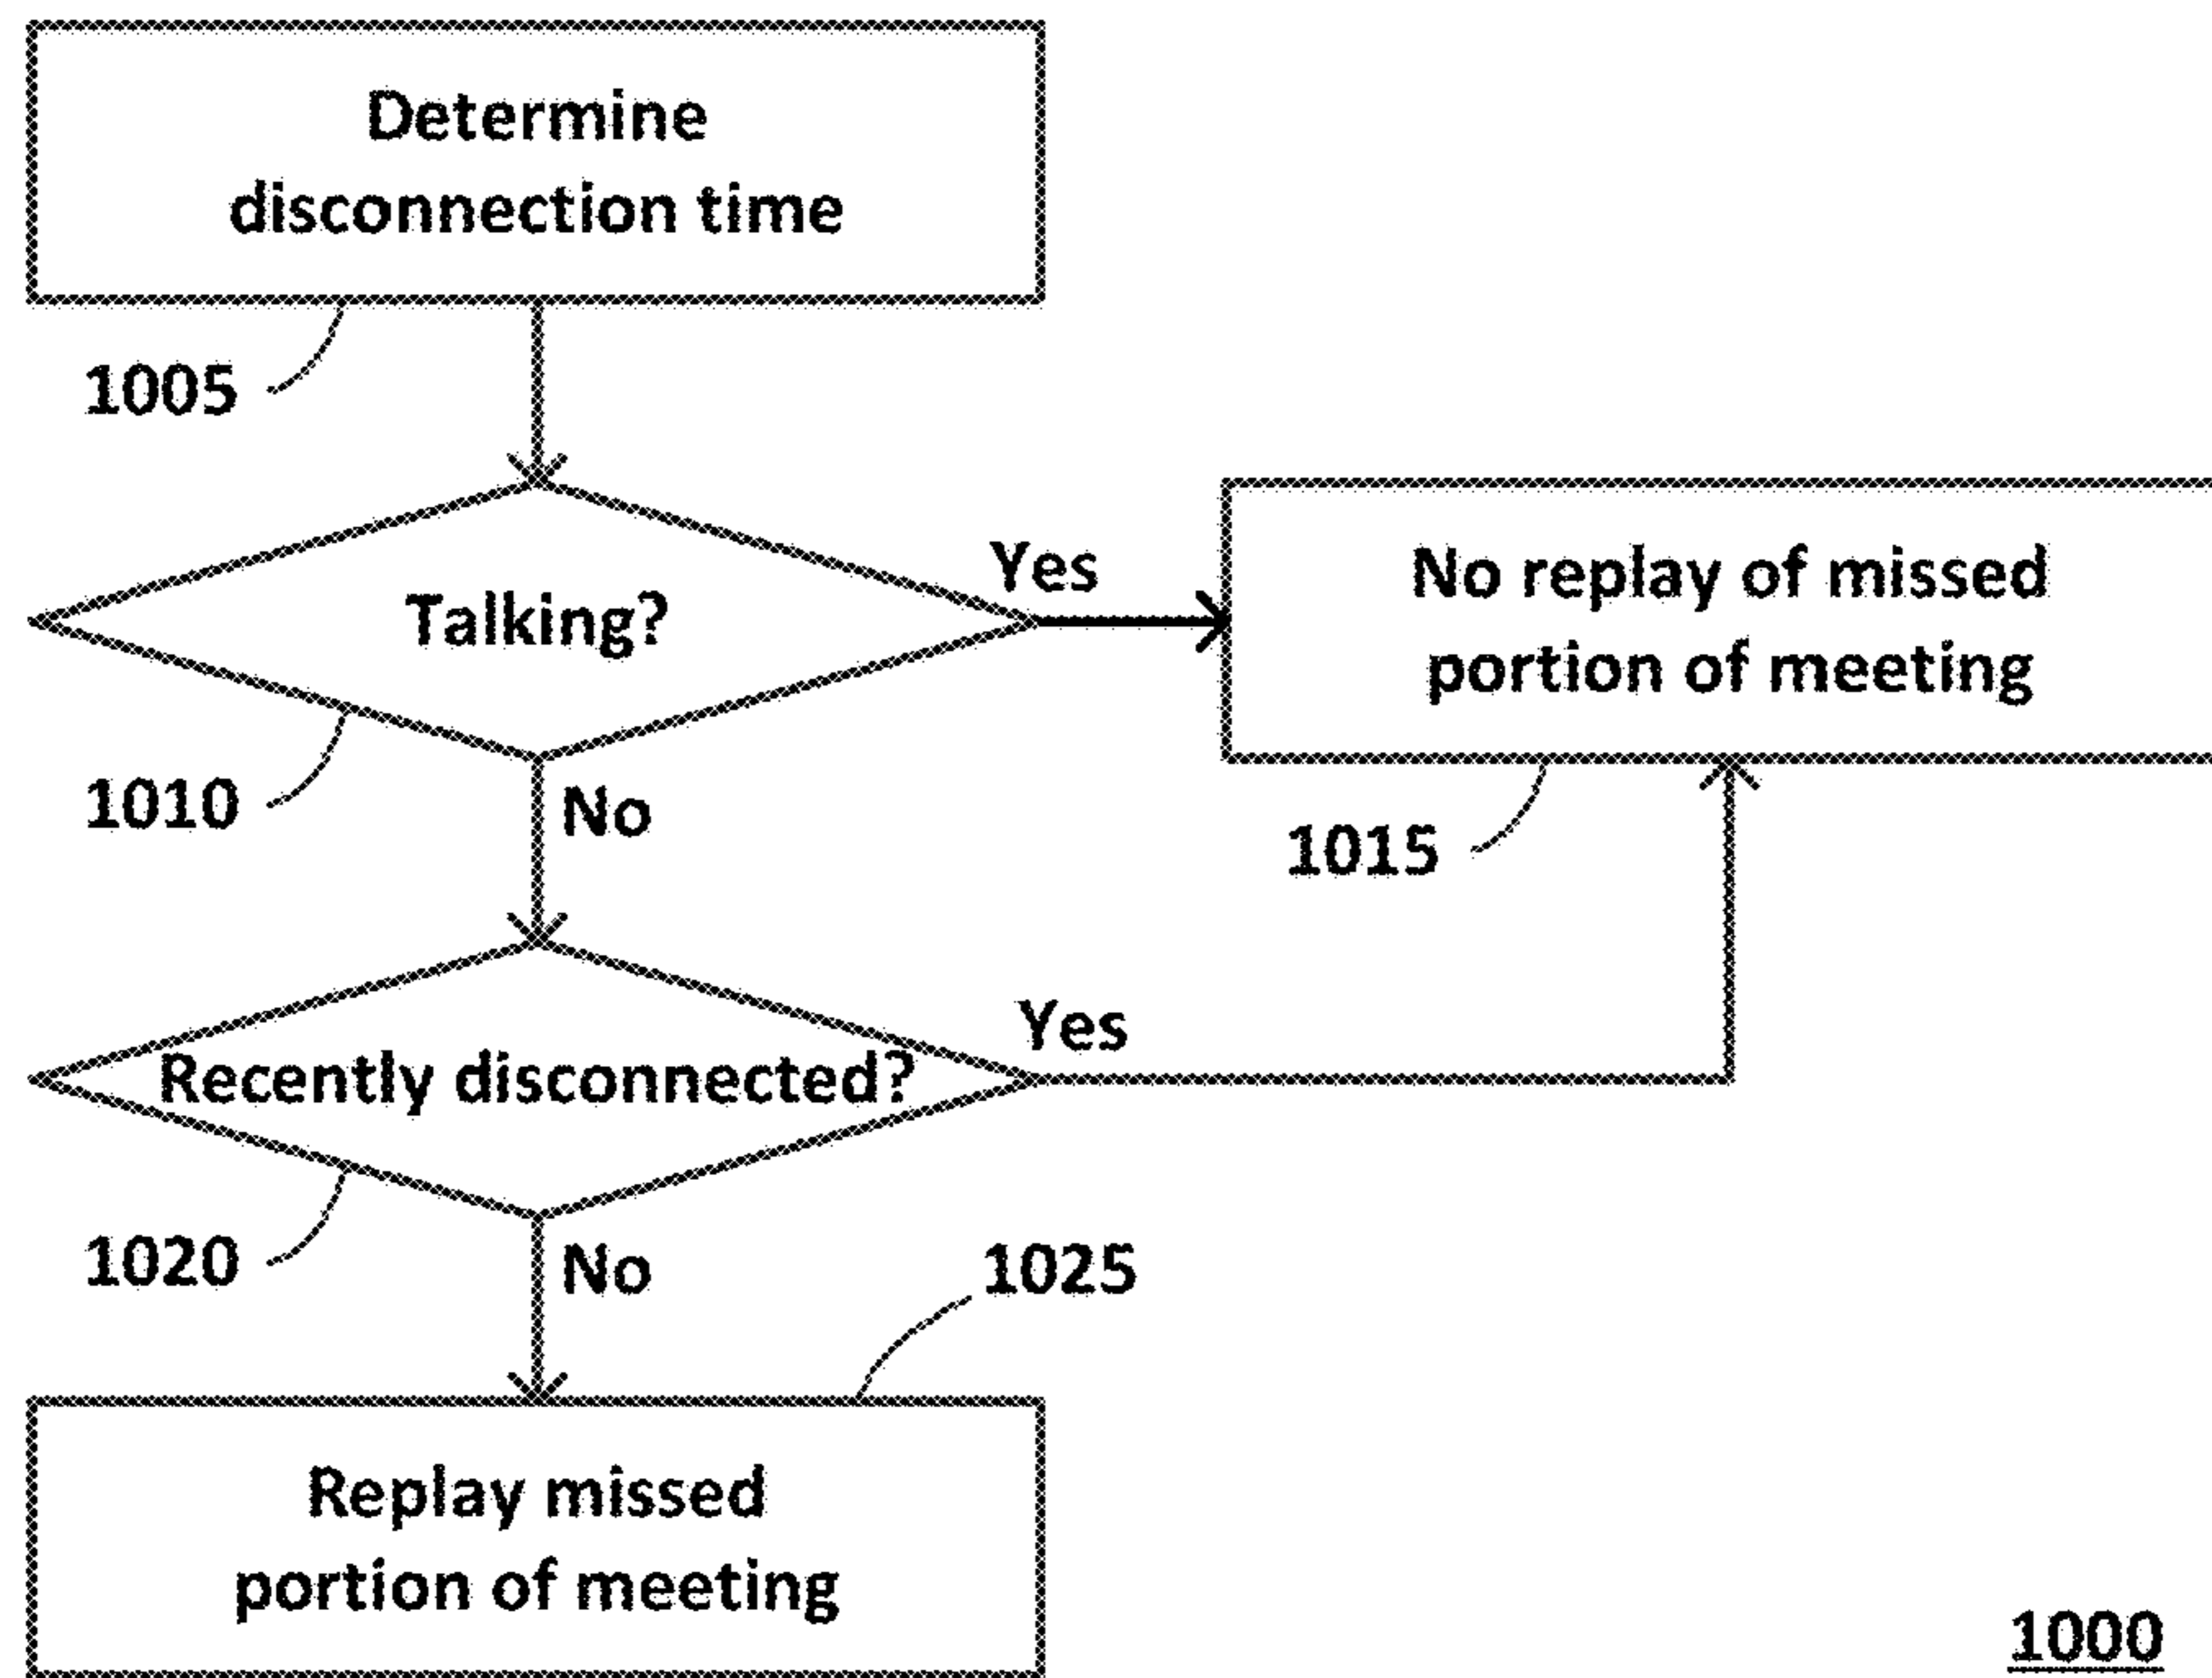 Determine
disconnection time
1005
Talking?
Yes
No replay of missed
portion of meeting
1010
No
1015
Recently disconnected?
Yes
1020
No
1025
Replay missed
portion of meeting
1000